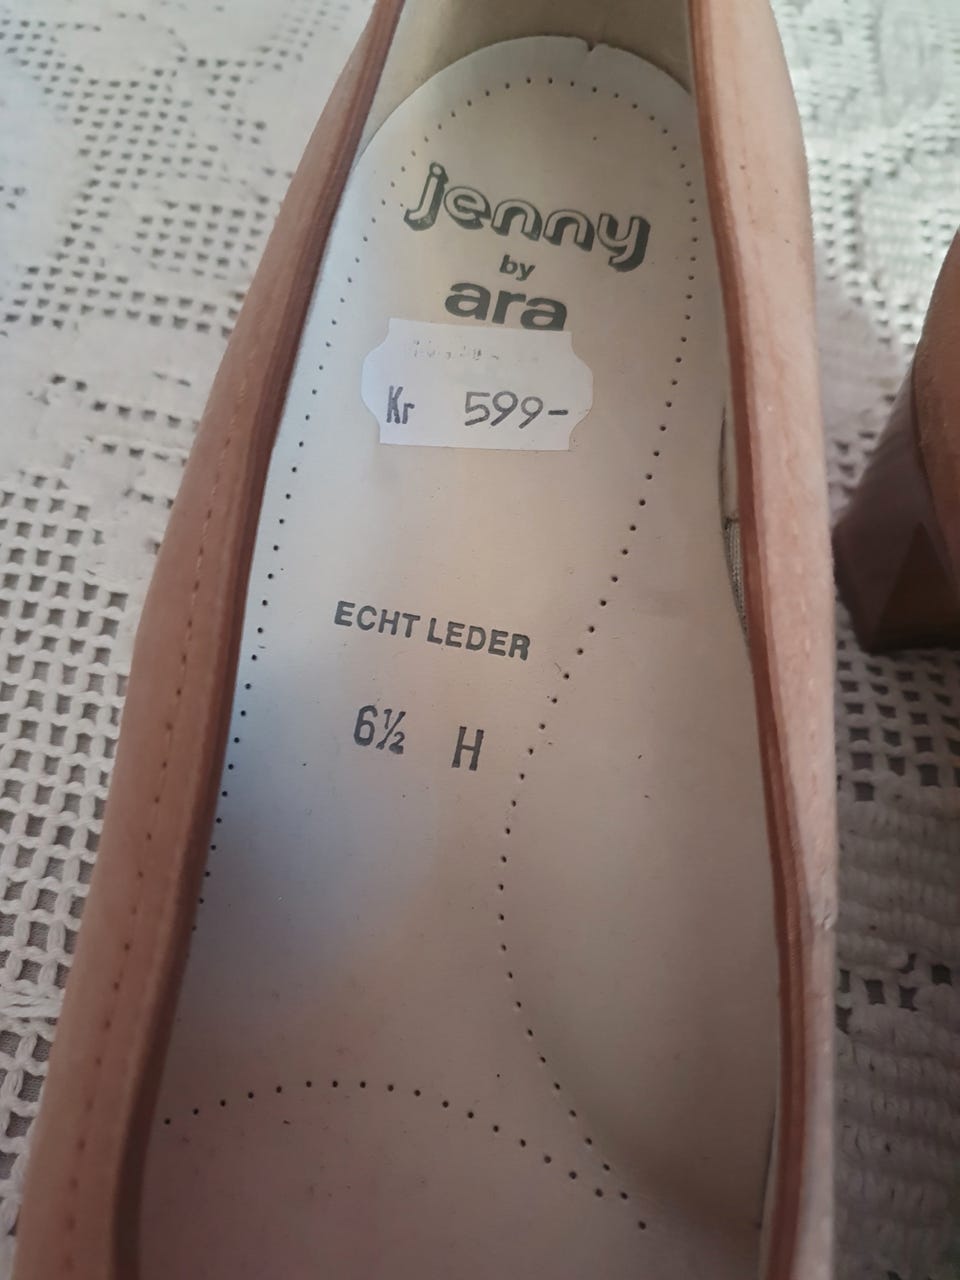 jenny
by
ara
Kr 599-
ECHT LEDER
6½ H